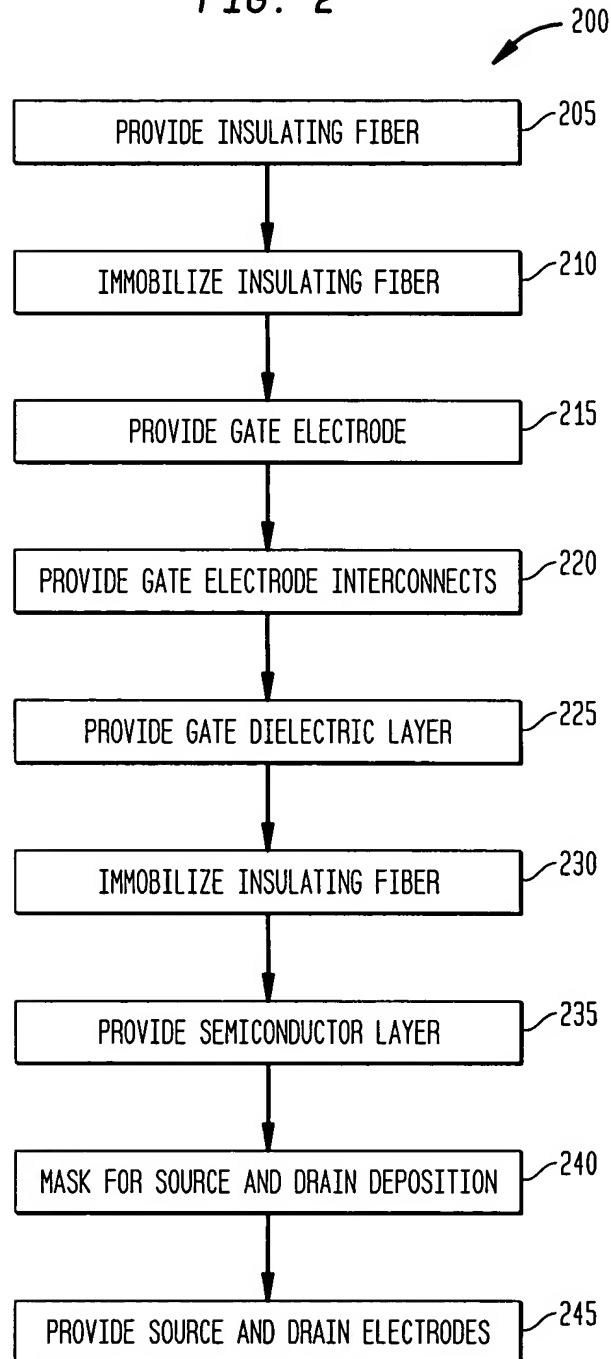 FIG. 2
200
PROVIDE INSULATING FIBER
205
IMMOBILIZE INSULATING FIBER
210
PROVIDE GATE ELECTRODE
215
PROVIDE GATE ELECTRODE INTERCONNECTS
220
PROVIDE GATE DIELECTRIC LAYER
225
IMMOBILIZE INSULATING FIBER
230
PROVIDE SEMICONDUCTOR LAYER
235
MASK FOR SOURCE AND DRAIN DEPOSITION
240
PROVIDE SOURCE AND DRAIN ELECTRODES
245